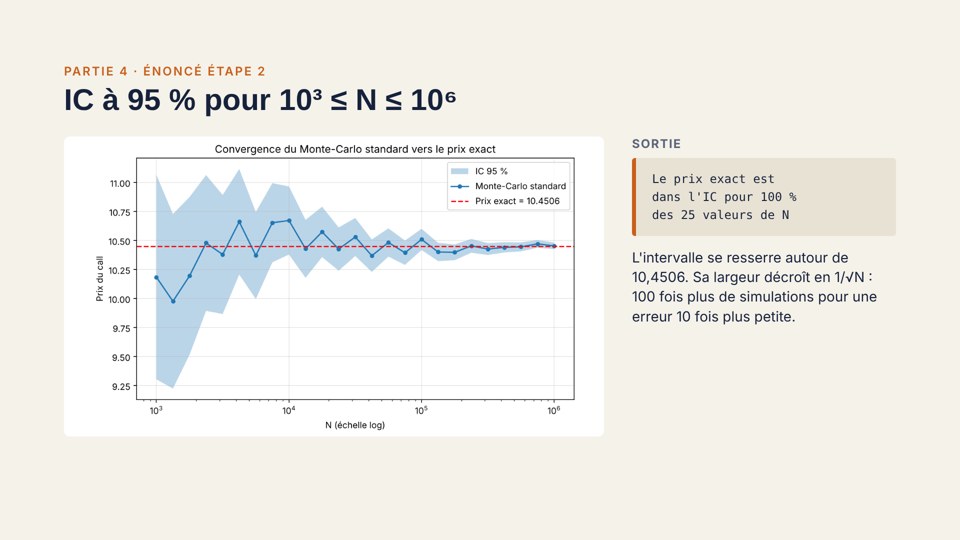 PARTIE 4 · ÉNONCÉ ÉTAPE 2
IC à 95 % pour 10³ ≤ N ≤ 10⁶
Convergence du Monte-Carlo standard vers le prix exact
IC 95 %
Monte-Carlo standard
Prix exact = 10.4506
Prix du call
11.00
10.75
10.50
10.25
10.00
9.75
9.50
9.25
10³
10⁴
10⁵
10⁶
N (échelle log)
SORTIE
Le prix exact est
dans l'IC pour 100 %
des 25 valeurs de N
L'intervalle se resserre autour de
10,4506. Sa largeur décroît en 1/√N :
100 fois plus de simulations pour une
erreur 10 fois plus petite.